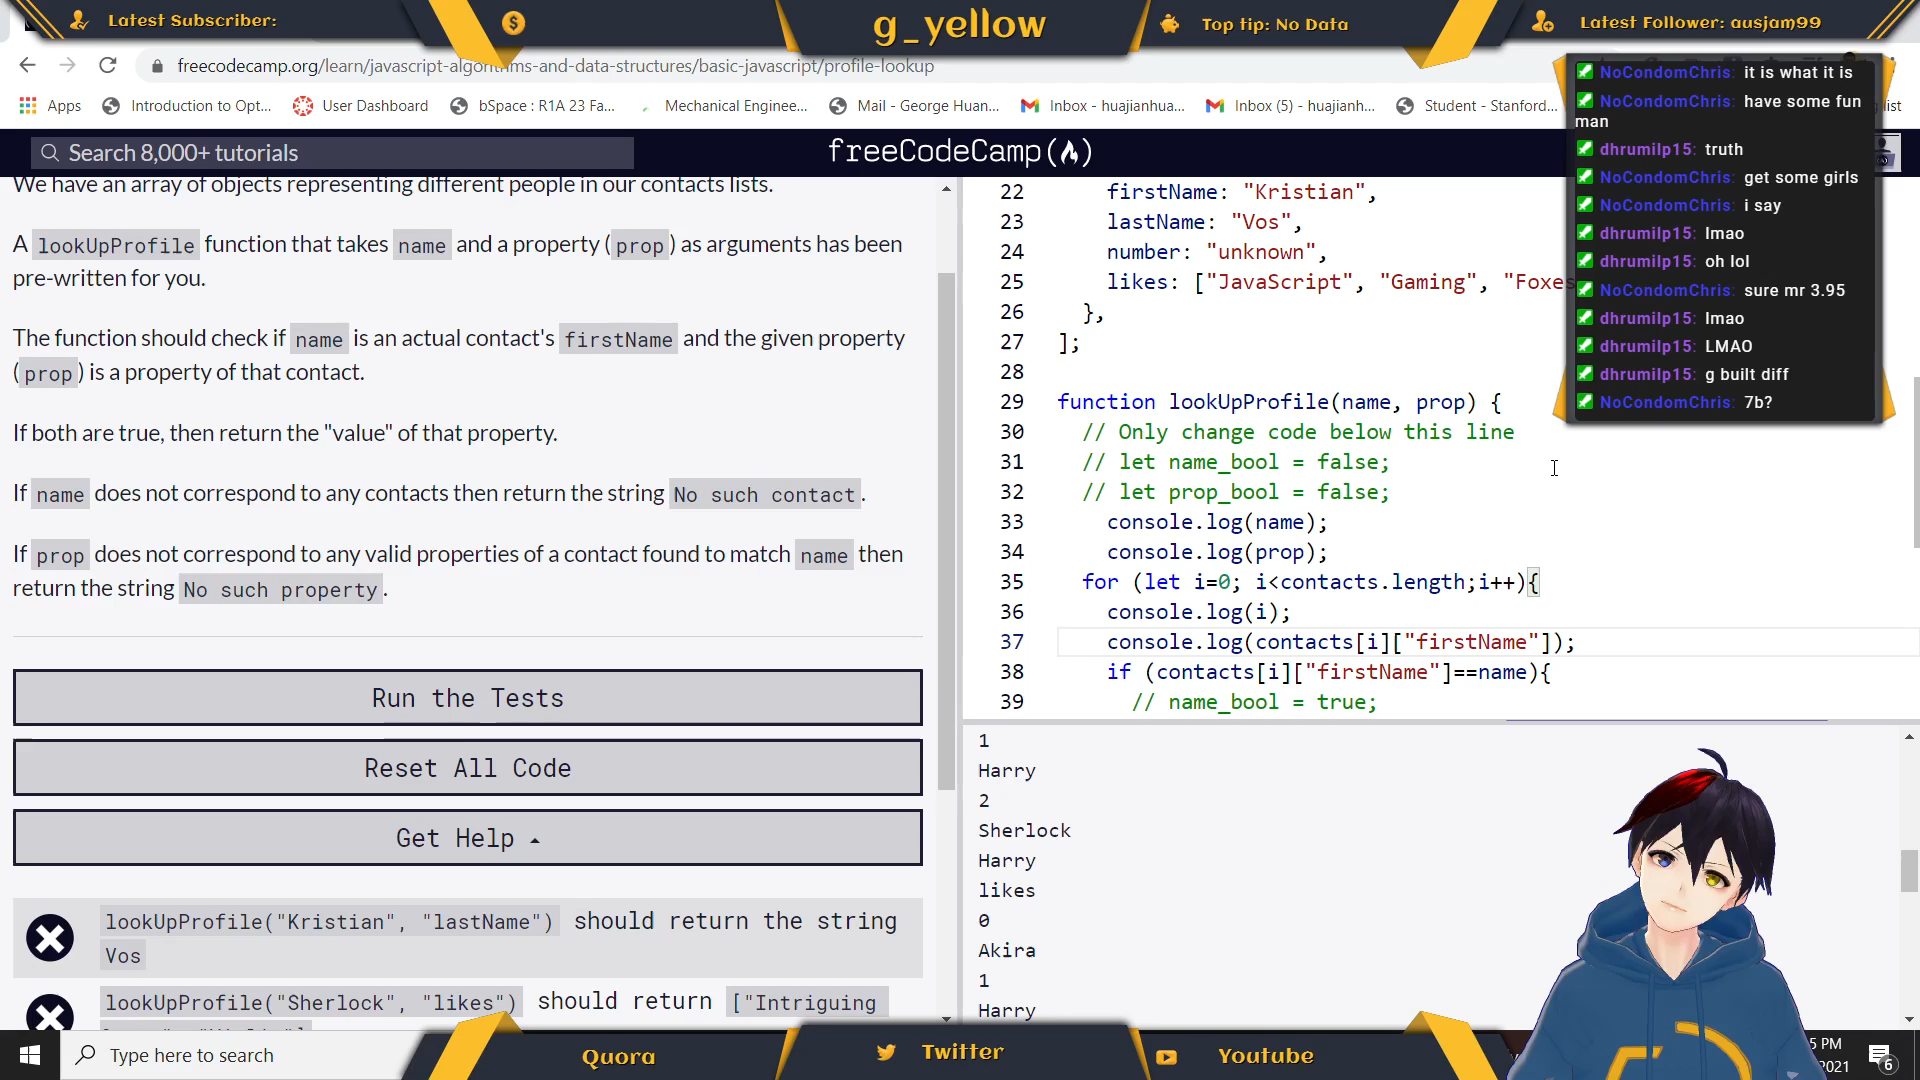 Latest Subscriber:
g_yellow
Top tip: No Data
Latest Follower: ausjam99
freecodecamp.org/learn/javascript-algorithms-and-data-structures/basic-javascript/profile-lookup
Apps
Introduction to Opt...
User Dashboard
bSpace : R1A 23 Fa...
Mechanical Enginee...
Mail - George Huan...
Inbox - huajianhua...
Inbox (5) - huajianh...
Student - Stanford...
Search 8,000+ tutorials
freeCodeCamp(🔥)
We have an array of objects representing different people in our contacts lists.
A lookUpProfile function that takes name and a property (prop) as arguments has been
pre-written for you.
The function should check if name is an actual contact's firstName and the given property
(prop) is a property of that contact.
If both are true, then return the "value" of that property.
If name does not correspond to any contacts then return the string No such contact.
If prop does not correspond to any valid properties of a contact found to match name then
return the string No such property.
Run the Tests
Reset All Code
Get Help
lookUpProfile("Kristian", "lastName") should return the string
Vos
lookUpProfile("Sherlock", "likes") should return ["Intriguing
22 firstName: "Kristian",
23 lastName: "Vos",
24 number: "unknown",
25 likes: ["JavaScript", "Gaming", "Foxes
26 },
27 ];
28
29 function lookUpProfile(name, prop) {
30 // Only change code below this line
31 // let name_bool = false;
32 // let prop_bool = false;
33 console.log(name);
34 console.log(prop);
35 for (let i=0; i<contacts.length;i++){
36 console.log(i);
37 console.log(contacts[i]["firstName"]);
38 if (contacts[i]["firstName"]==name){
39 // name_bool = true;
1
Harry
2
Sherlock
Harry
likes
0
Akira
1
Harry
NoCondomChris: it is what it is
NoCondomChris: have some fun
man
dhrumilp15: truth
NoCondomChris: get some girls
NoCondomChris: i say
dhrumilp15: lmao
dhrumilp15: oh lol
NoCondomChris: sure mr 3.95
dhrumilp15: lmao
dhrumilp15: LMAO
dhrumilp15: g built diff
NoCondomChris: 7b?
Type here to search
Quora
Twitter
Youtube
5 PM
2021
6